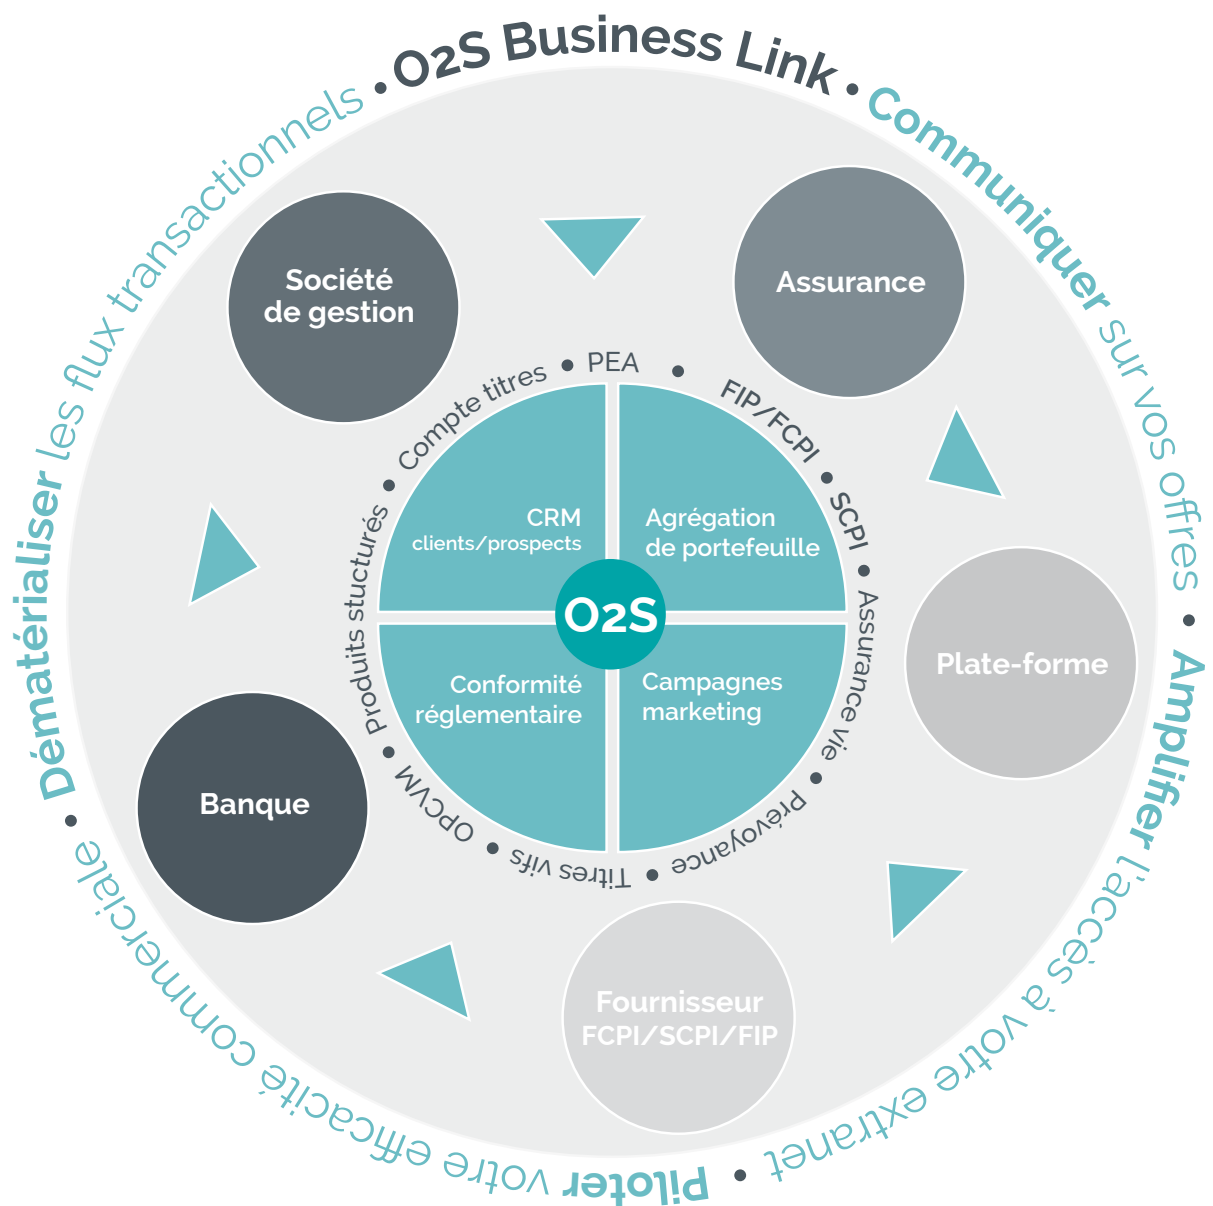 O2S Business Link • Communiquer sur vos offres • Amplifier l'accès à votre extranet • Piloter votre efficacité commerciale • Dématérialiser les flux transactionnels •
Société
de gestion
Assurance
Plate-forme
Fournisseur
FCPI/SCPI/FIP
Banque
PEA • FIP/FCPI • SCPI • Assurance vie • Prévoyance • Titres vifs • OPCVM • Produits stucturés • Compte titres •
CRM
clients/prospects
Agrégation
de portefeuille
O2S
Conformité
réglementaire
Campagnes
marketing